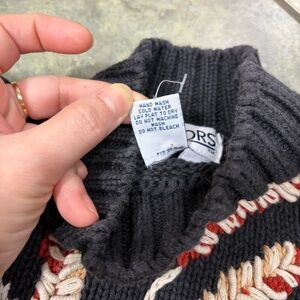 HAND WASH
COLD WATER
LAY FLAT TO DRY
DO NOT MACHINE
WASH
DO NOT BLEACH
ORS